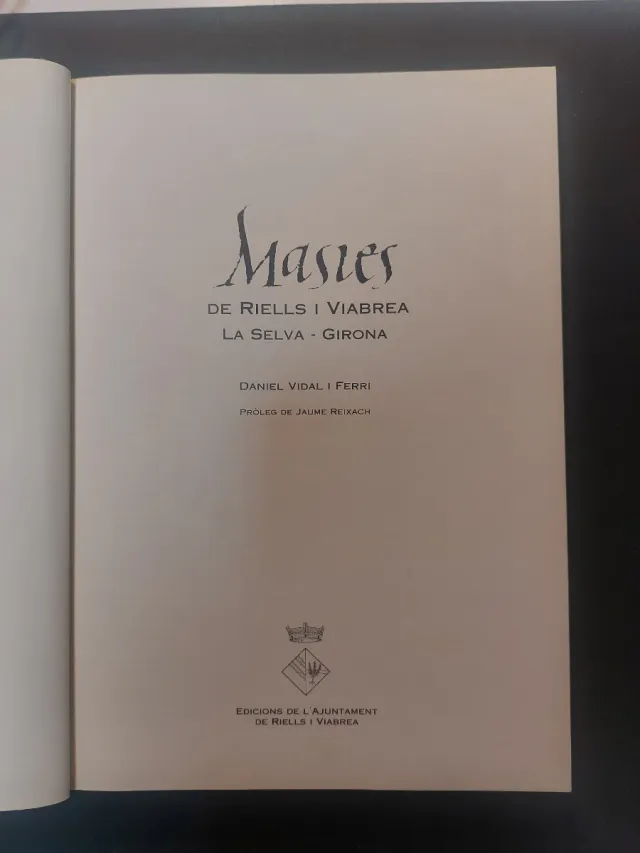 Masies
DE RIELLS I VIABREA
LA SELVA - GIRONA
DANIEL VIDAL I FERRI
PRÒLEG DE JAUME REIXACH
EDICIONS DE L'AJUNTAMENT
DE RIELLS I VIABREA